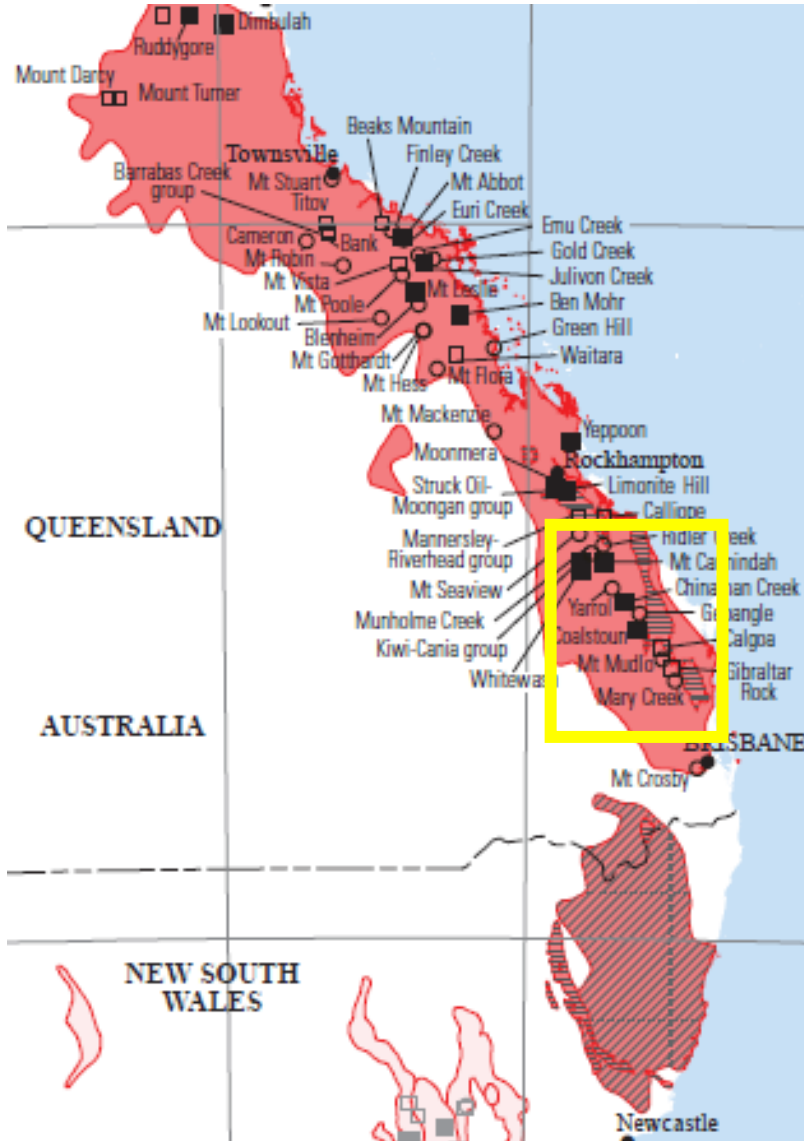 Dimbulah
Ruddygore
Mount Darcy
Mount Turner
Beaks Mountain
Townsville
Finley Creek
Barrabas Creek
group
Mt Stuart
Mt Abbot
Titov
Euri Creek
Emu Creek
Cameron
Bank
Gold Creek
Mt Robin
Julivon Creek
Mt Vista
Mt Leslie
Mt Poole
Ben Mohr
Mt Lookout
Green Hill
Blenheim
Mt Gotthardt
Waitara
Mt Hess
Mt Flora
Mt Mackenzie
Yeppoon
Moonmera
Rockhampton
Struck Oil-
Moongan group
Limonite Hill
Calliope
QUEENSLAND
Mannersley-
Riverhead group
Ridler Creek
Mt Cannindah
Mt Seaview
Chinaman Creek
Munholme Creek
Yarrol
Gebangle
Kiwi-Cania group
Coalstoun
Calgoa
Whitewash
Mt Mudlo
Gibraltar
Rock
Mary Creek
AUSTRALIA
BRISBANE
Mt Crosby
NEW SOUTH
WALES
Newcastle